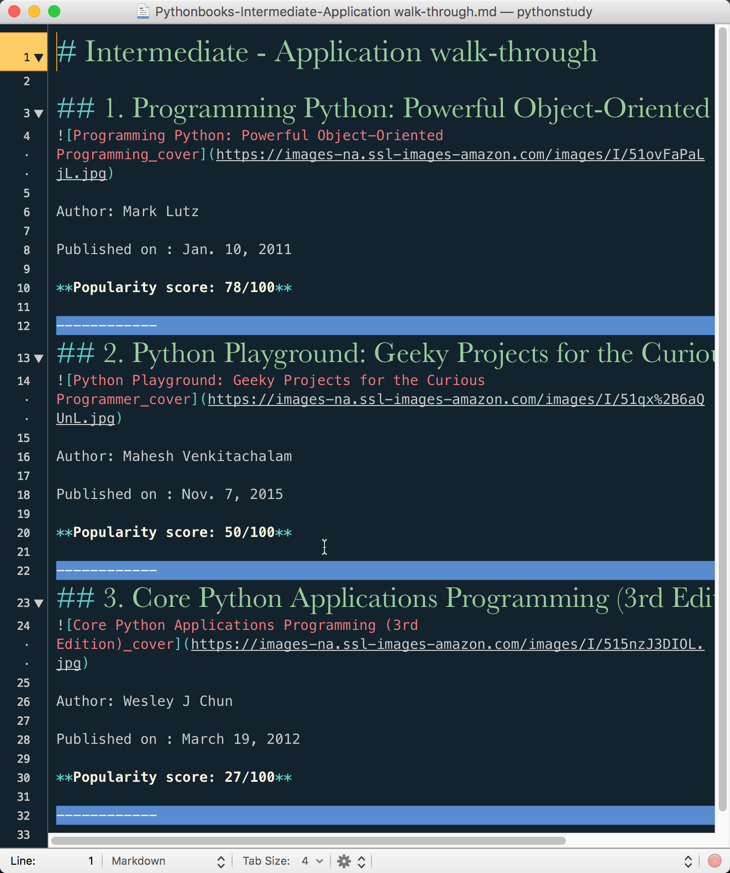 Pythonbooks-Intermediate-Application walk-through.md — pythonstudy
1 # Intermediate - Application walk-through
2
3 ## 1. Programming Python: Powerful Object-Oriented
4 ![Programming Python: Powerful Object-Oriented
· Programming_cover](https://images-na.ssl-images-amazon.com/images/I/51ovFaPaL
· jL.jpg)
5
6 Author: Mark Lutz
7
8 Published on : Jan. 10, 2011
9
10 **Popularity score: 78/100**
11
12 ------------
13 ## 2. Python Playground: Geeky Projects for the Curiou
14 ![Python Playground: Geeky Projects for the Curious
· Programmer_cover](https://images-na.ssl-images-amazon.com/images/I/51qx%2B6aQ
· UnL.jpg)
15
16 Author: Mahesh Venkitachalam
17
18 Published on : Nov. 7, 2015
19
20 **Popularity score: 50/100**
21
22 ------------
23 ## 3. Core Python Applications Programming (3rd Edi
24 ![Core Python Applications Programming (3rd
· Edition)_cover](https://images-na.ssl-images-amazon.com/images/I/515nzJ3DIOL.
· jpg)
25
26 Author: Wesley J Chun
27
28 Published on : March 19, 2012
29
30 **Popularity score: 27/100**
31
32 ------------
33
Line: 1 Markdown Tab Size: 4